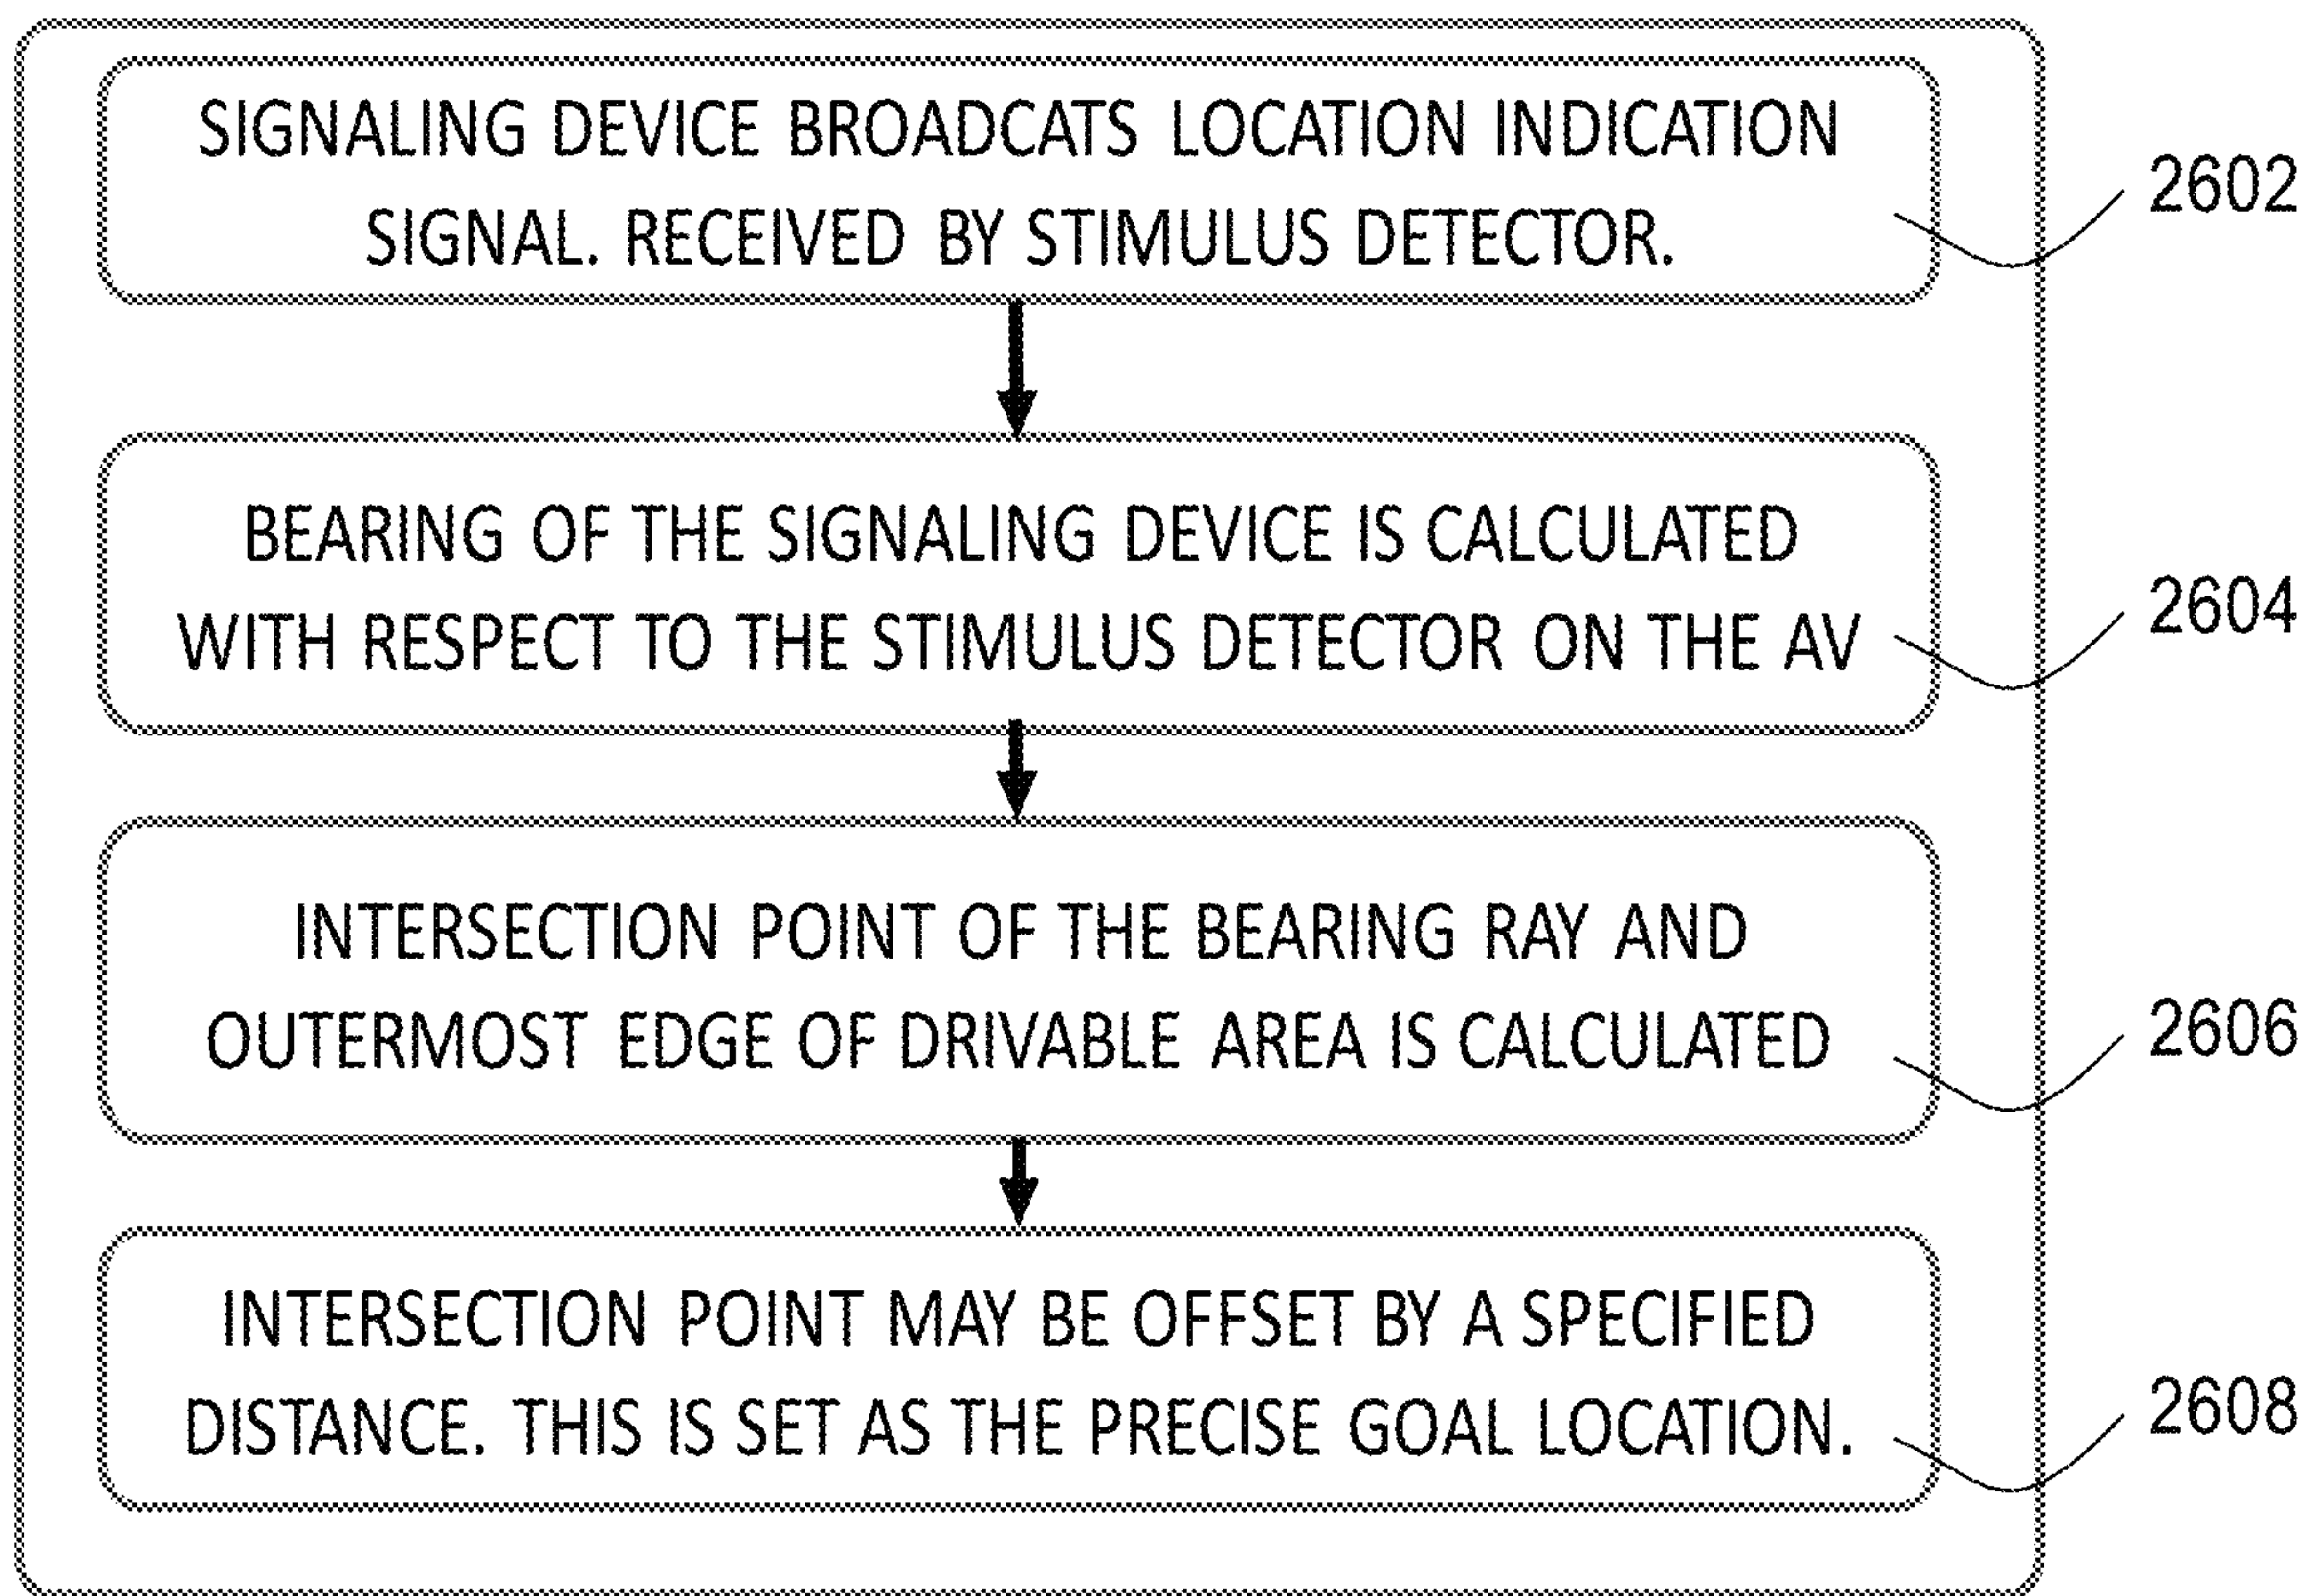 SIGNALING DEVICE BROADCATS LOCATION INDICATION
SIGNAL. RECEIVED BY STIMULUS DETECTOR.
2602
BEARING OF THE SIGNALING DEVICE IS CALCULATED
WITH RESPECT TO THE STIMULUS DETECTOR ON THE AV
2604
INTERSECTION POINT OF THE BEARING RAY AND
OUTERMOST EDGE OF DRIVABLE AREA IS CALCULATED
2606
INTERSECTION POINT MAY BE OFFSET BY A SPECIFIED
DISTANCE. THIS IS SET AS THE PRECISE GOAL LOCATION.
2608